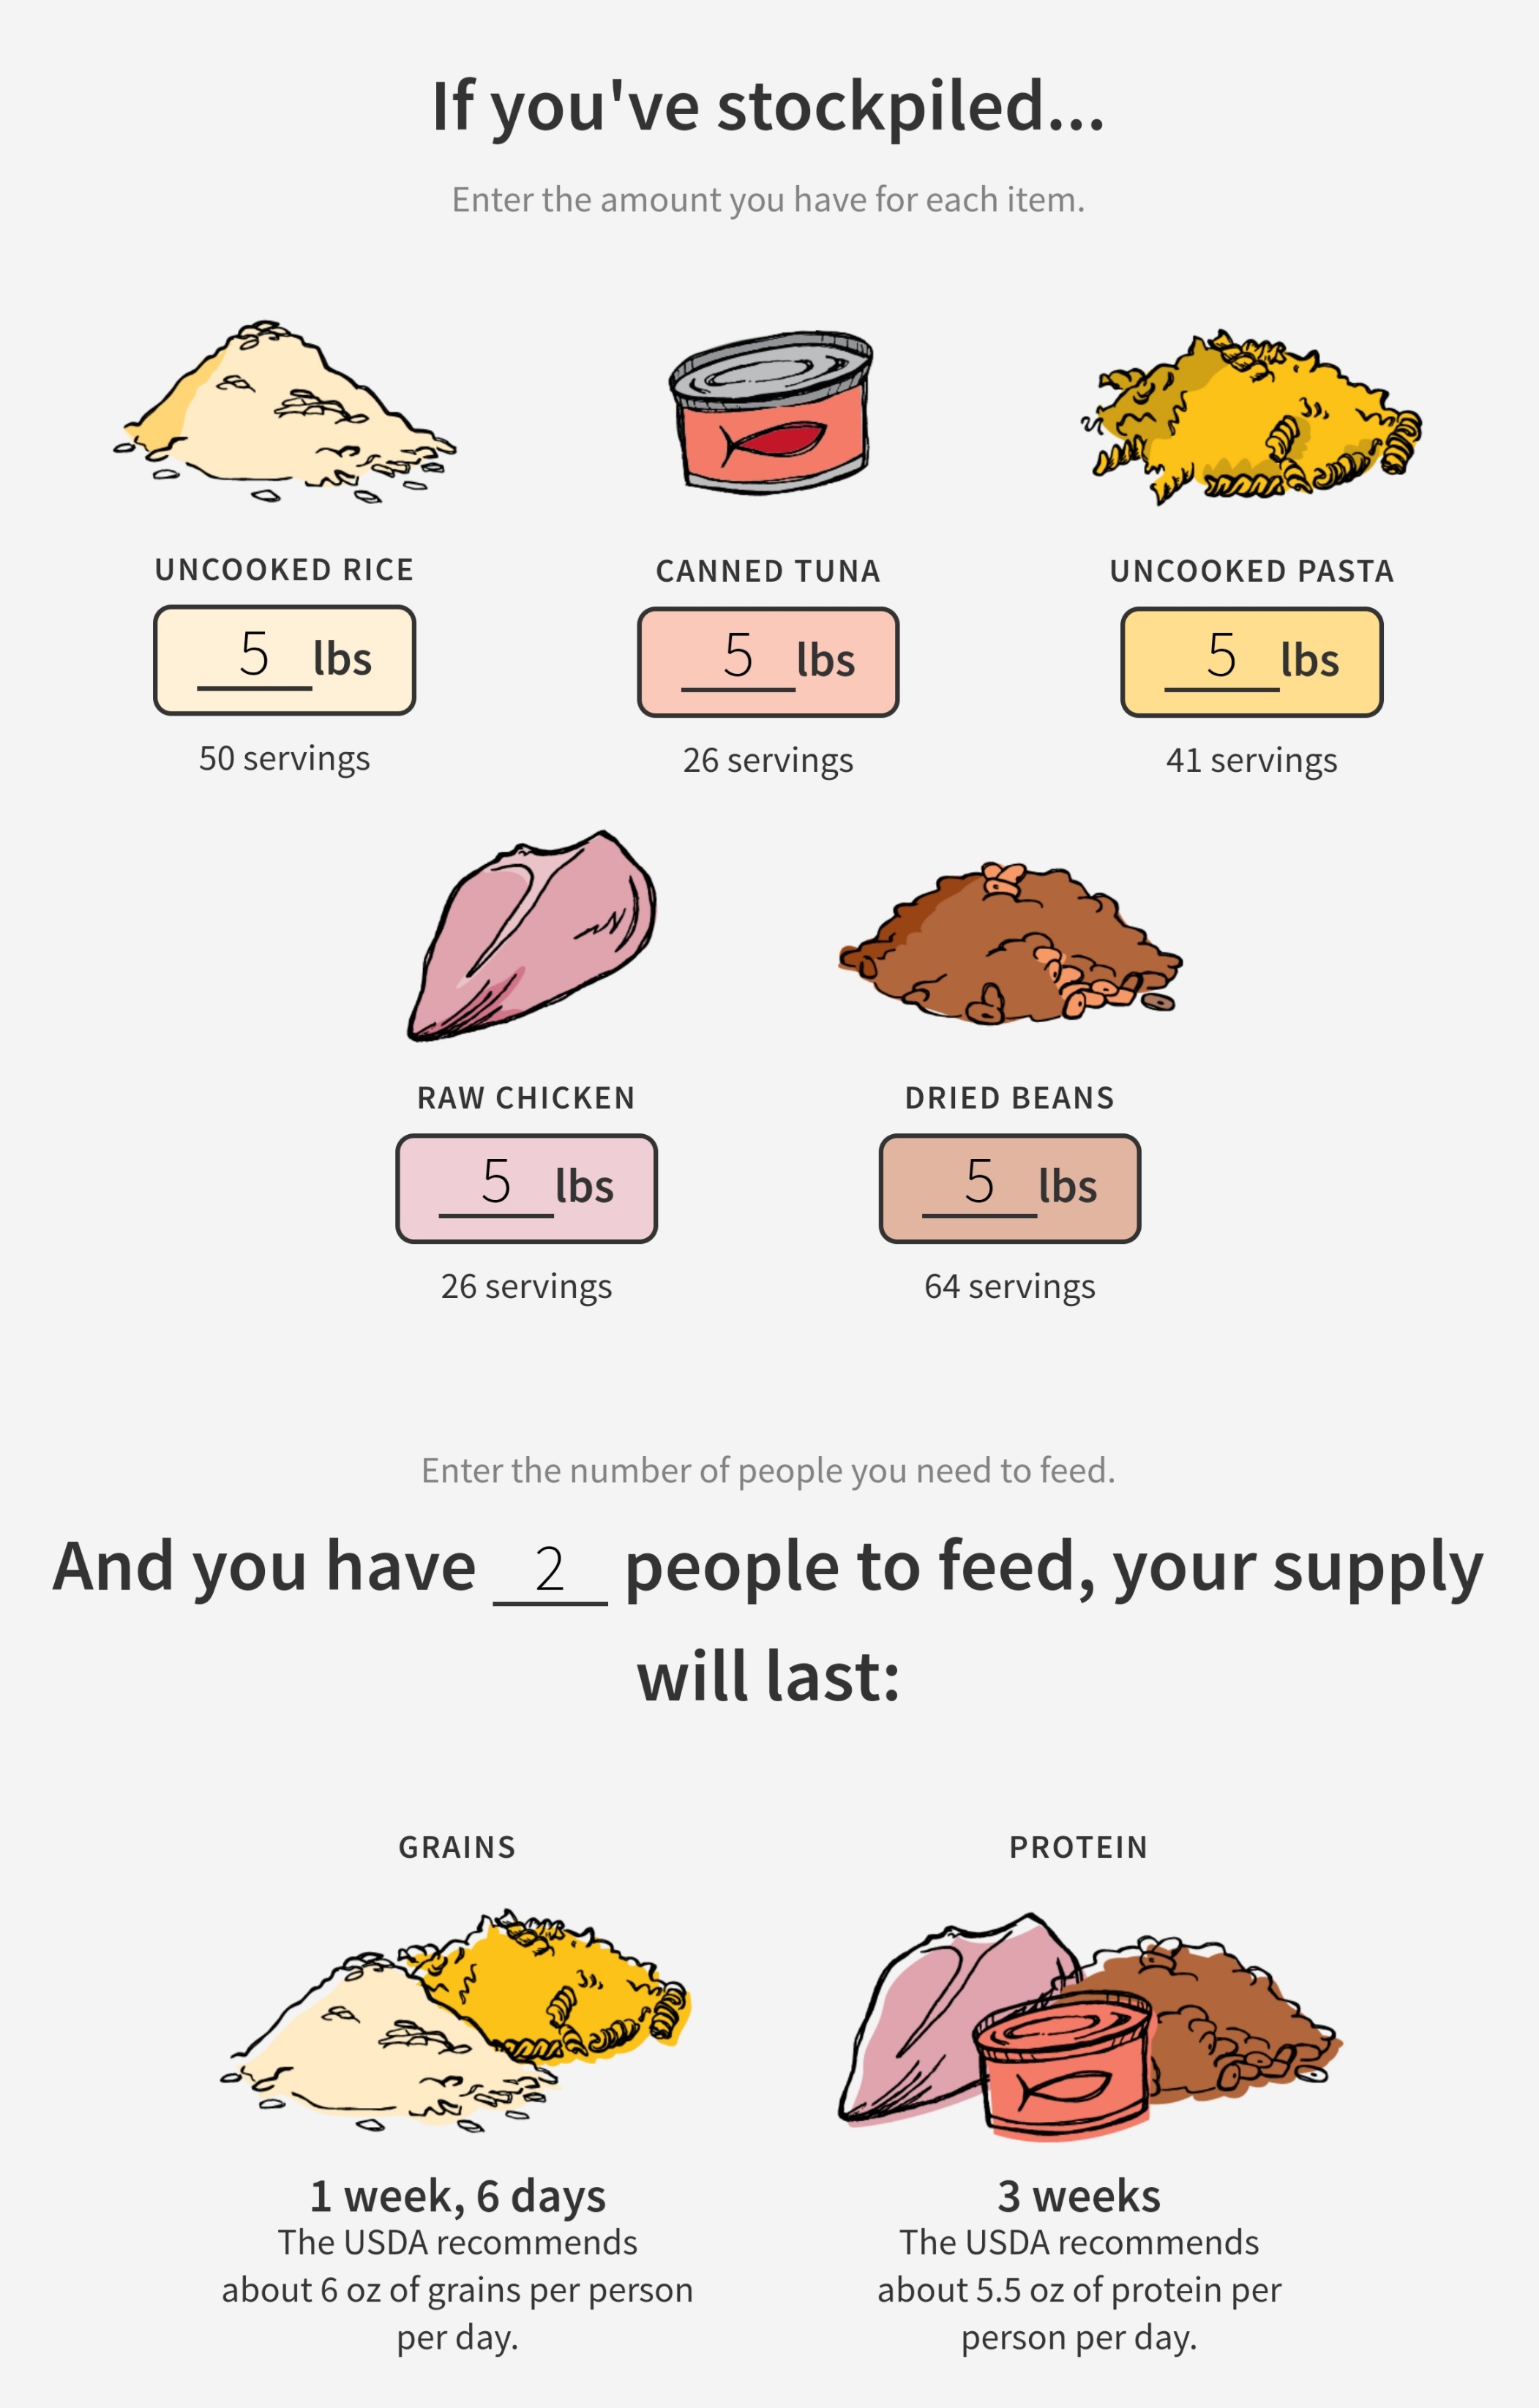 If you've stockpiled...
Enter the amount you have for each item.
UNCOOKED RICE
5 lbs
50 servings
CANNED TUNA
5 lbs
26 servings
UNCOOKED PASTA
5 lbs
41 servings
RAW CHICKEN
5 lbs
26 servings
DRIED BEANS
5 lbs
64 servings
Enter the number of people you need to feed.
And you have 2 people to feed, your supply
will last:
GRAINS
1 week, 6 days
The USDA recommends
about 6 oz of grains per person
per day.
PROTEIN
3 weeks
The USDA recommends
about 5.5 oz of protein per
person per day.